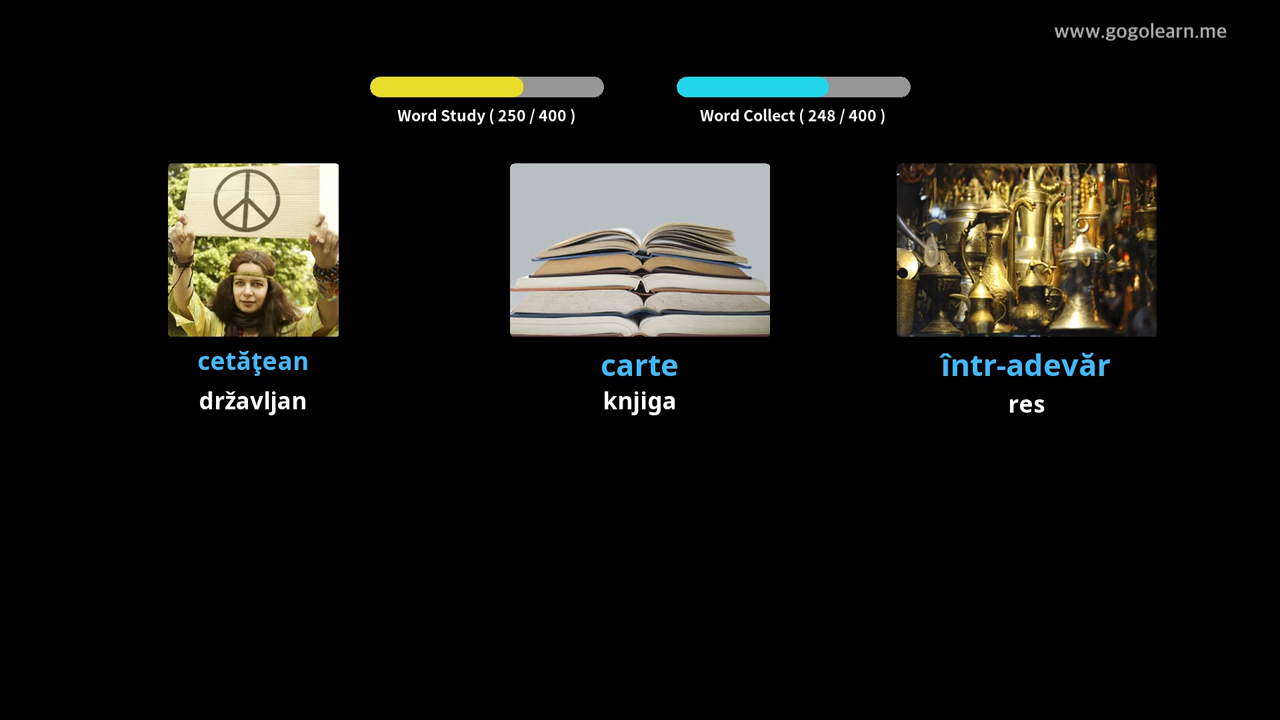 www.gogolearn.me
Word Study ( 250 / 400 )
Word Collect ( 248 / 400 )
cetăţean
državljan
carte
knjiga
într-adevăr
res